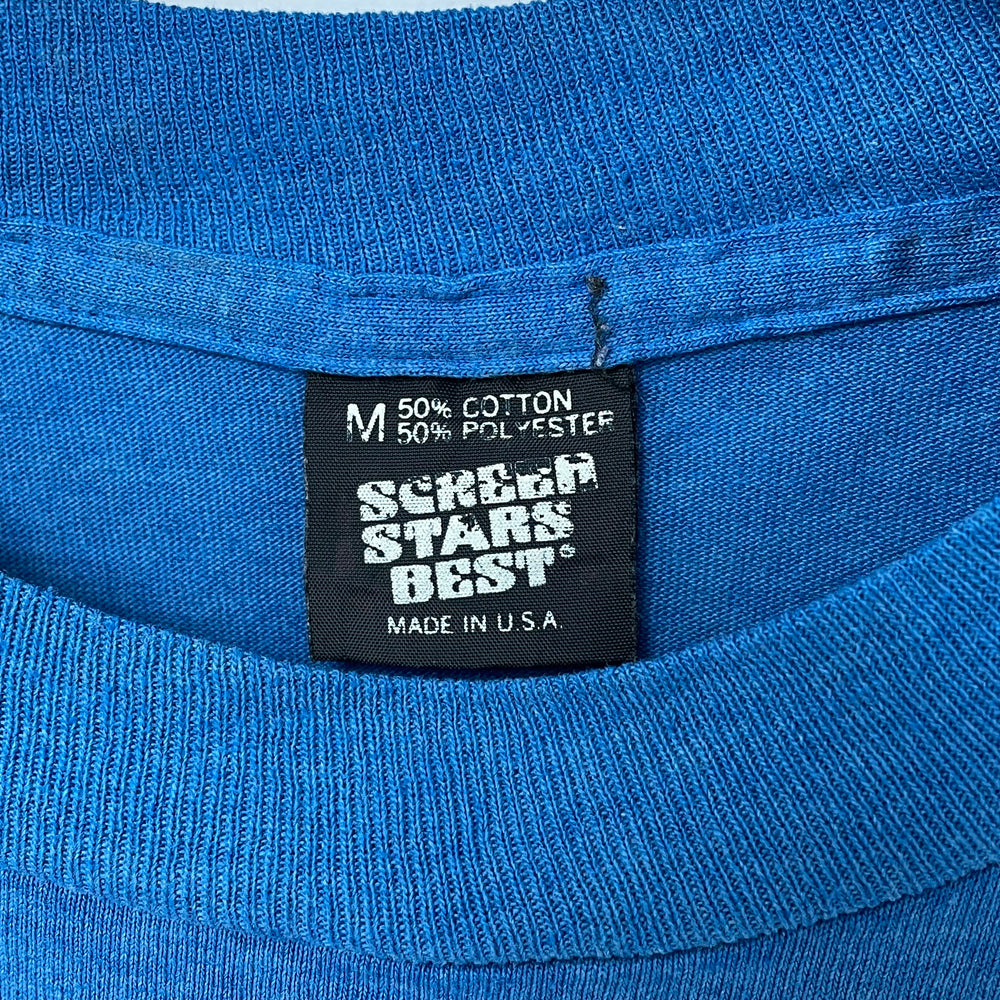 M 50% COTTON
50% POLYESTER
SCREEN
STARS
BEST®
MADE IN U.S.A.